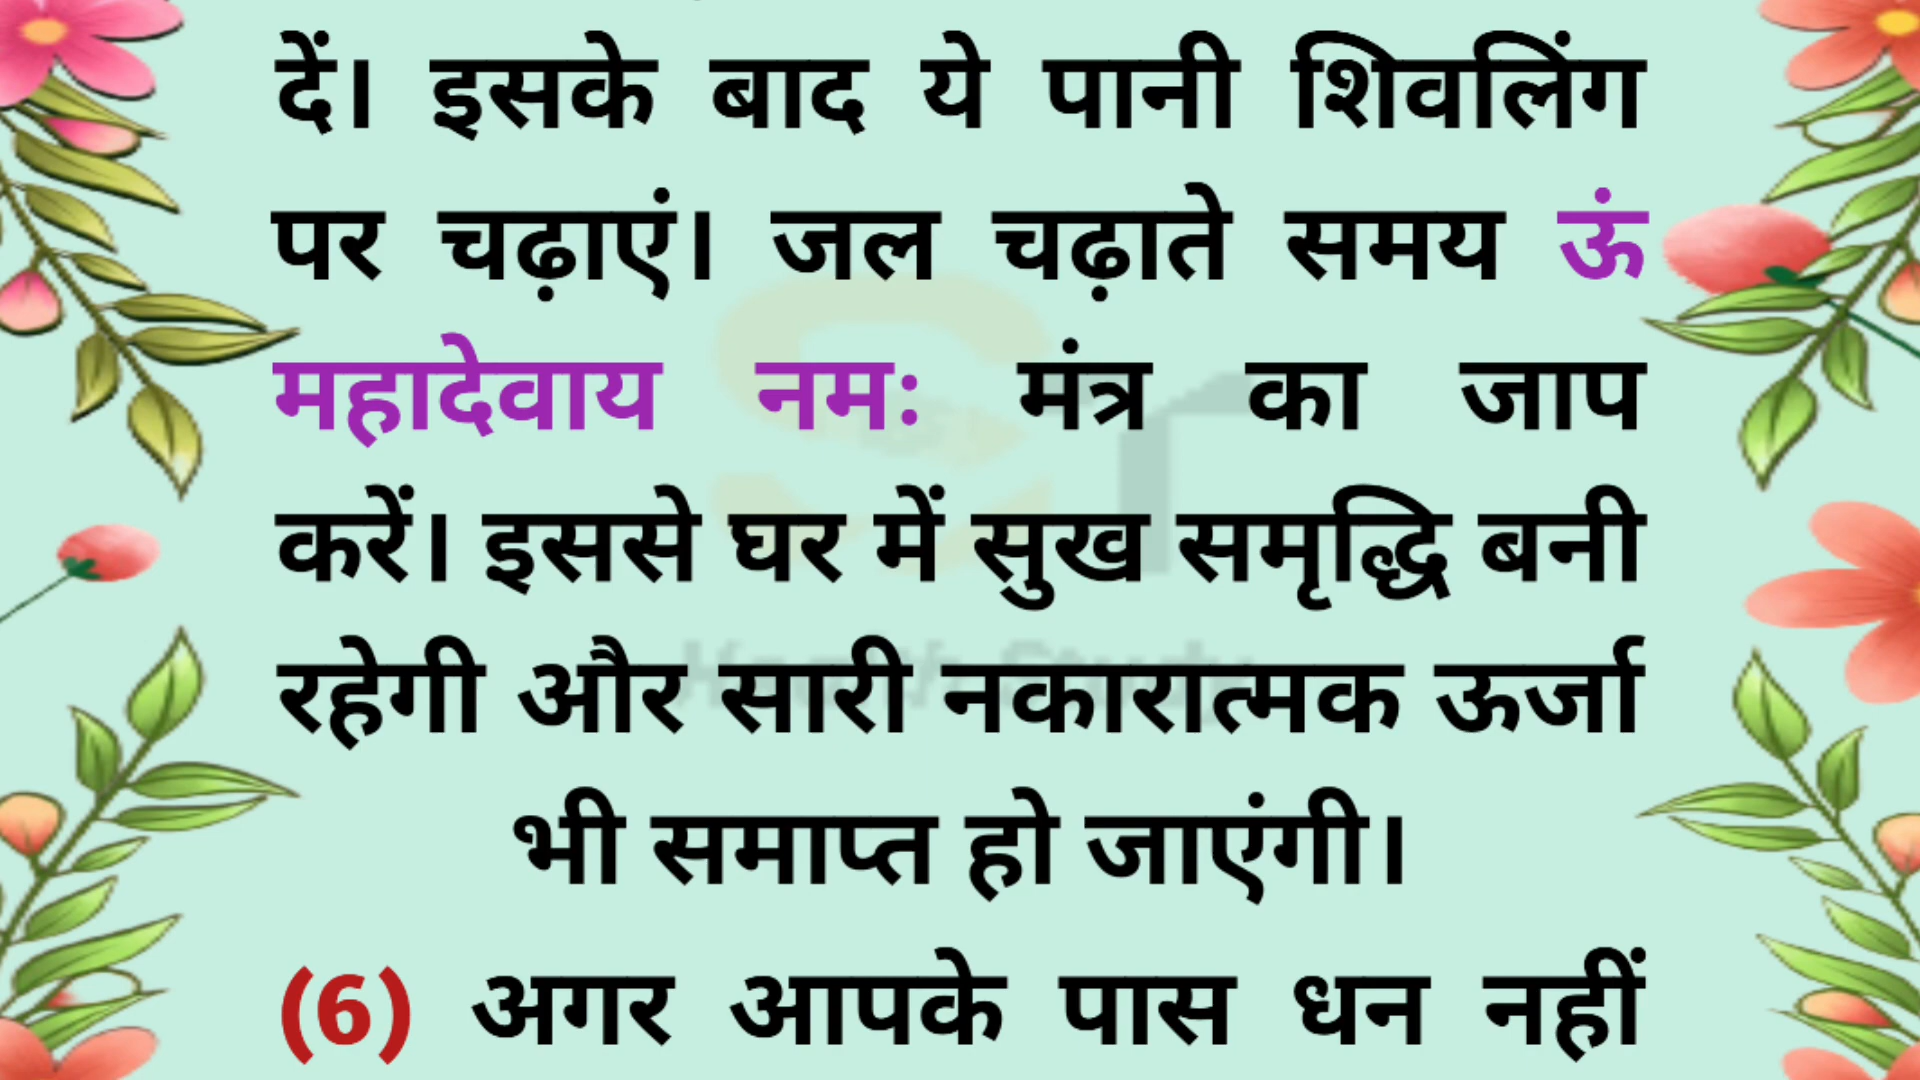 दें। इसके बाद ये पानी शिवलिंग
पर चढ़ाएं। जल चढ़ाते समय ऊं
महादेवाय नमः मंत्र का जाप
करें। इससे घर में सुख समृद्धि बनी
रहेगी और सारी नकारात्मक ऊर्जा
भी समाप्त हो जाएंगी।
(6) अगर आपके पास धन नहीं